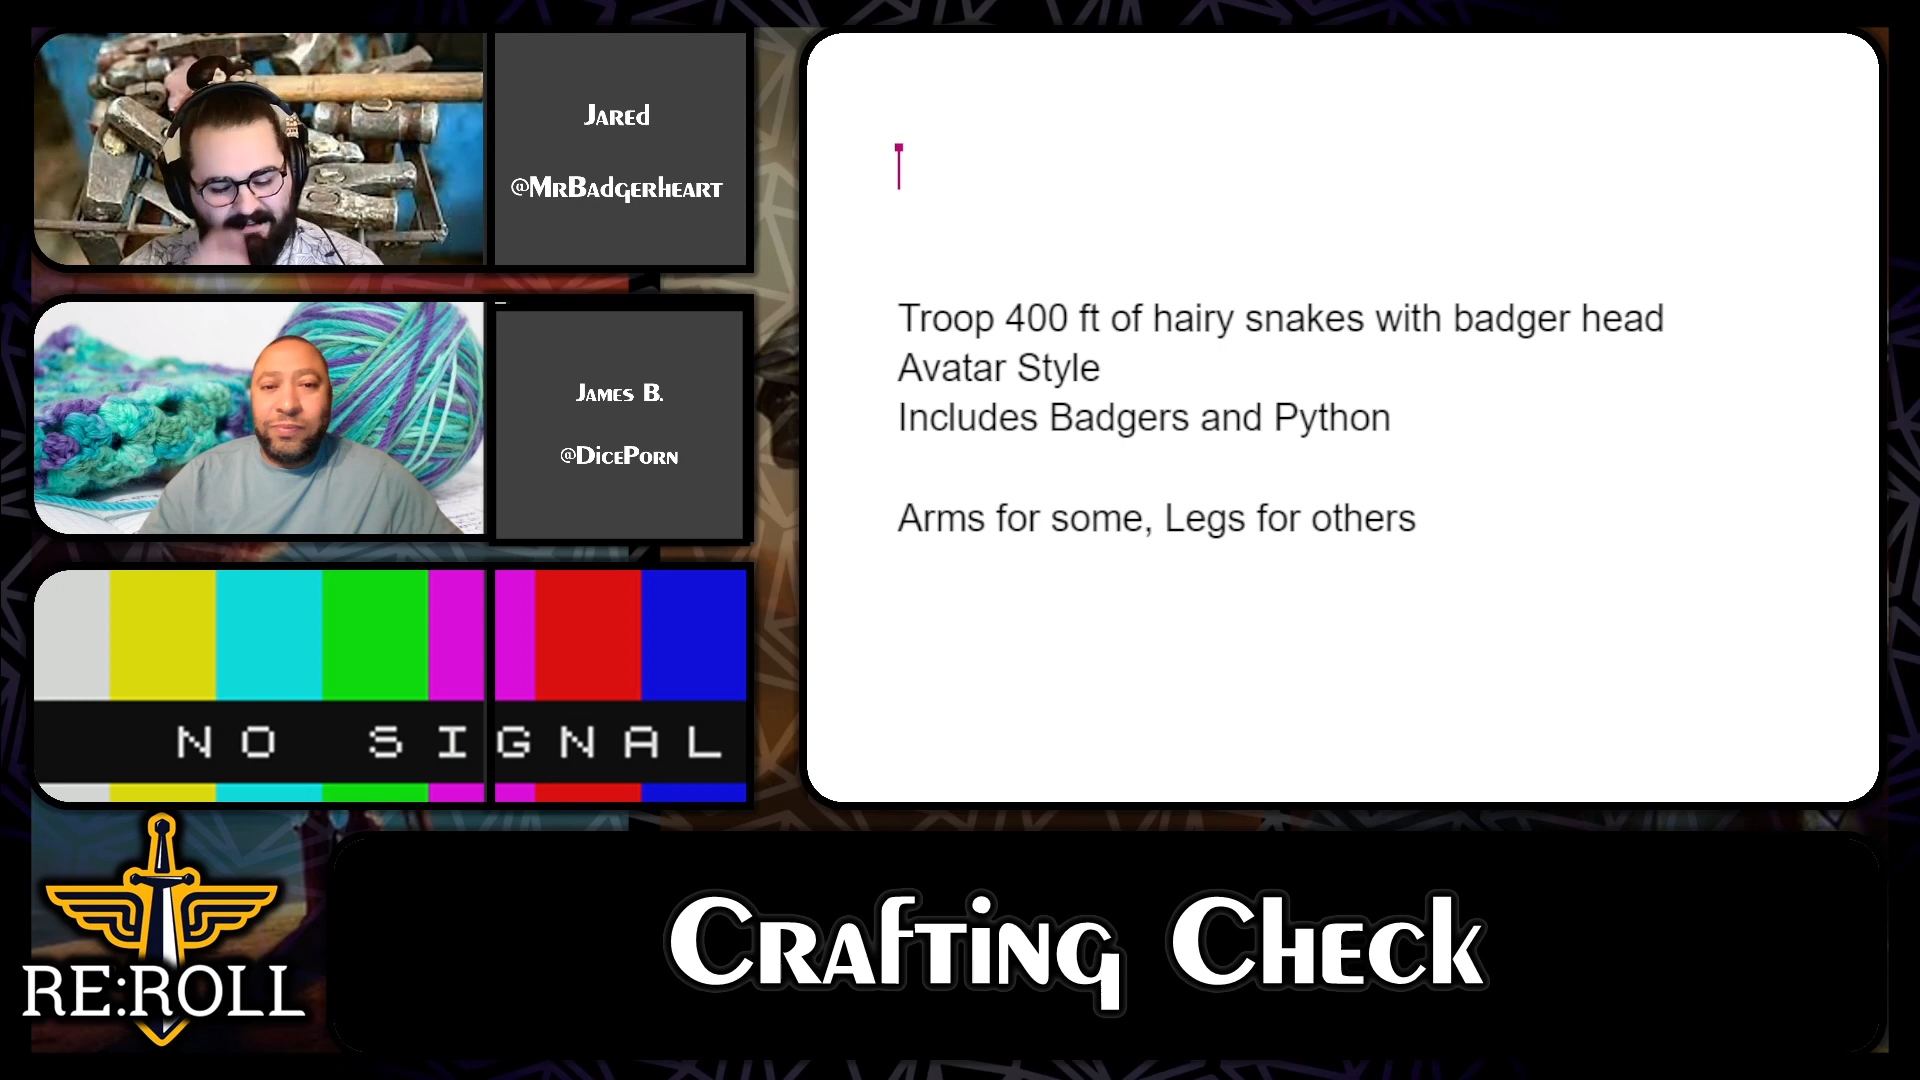 Jared
@MrBadgerheart
James B.
@DicePorn
NO SIGNAL
Troop 400 ft of hairy snakes with badger head
Avatar Style
Includes Badgers and Python
Arms for some, Legs for others
RE:ROLL
Crafting Check